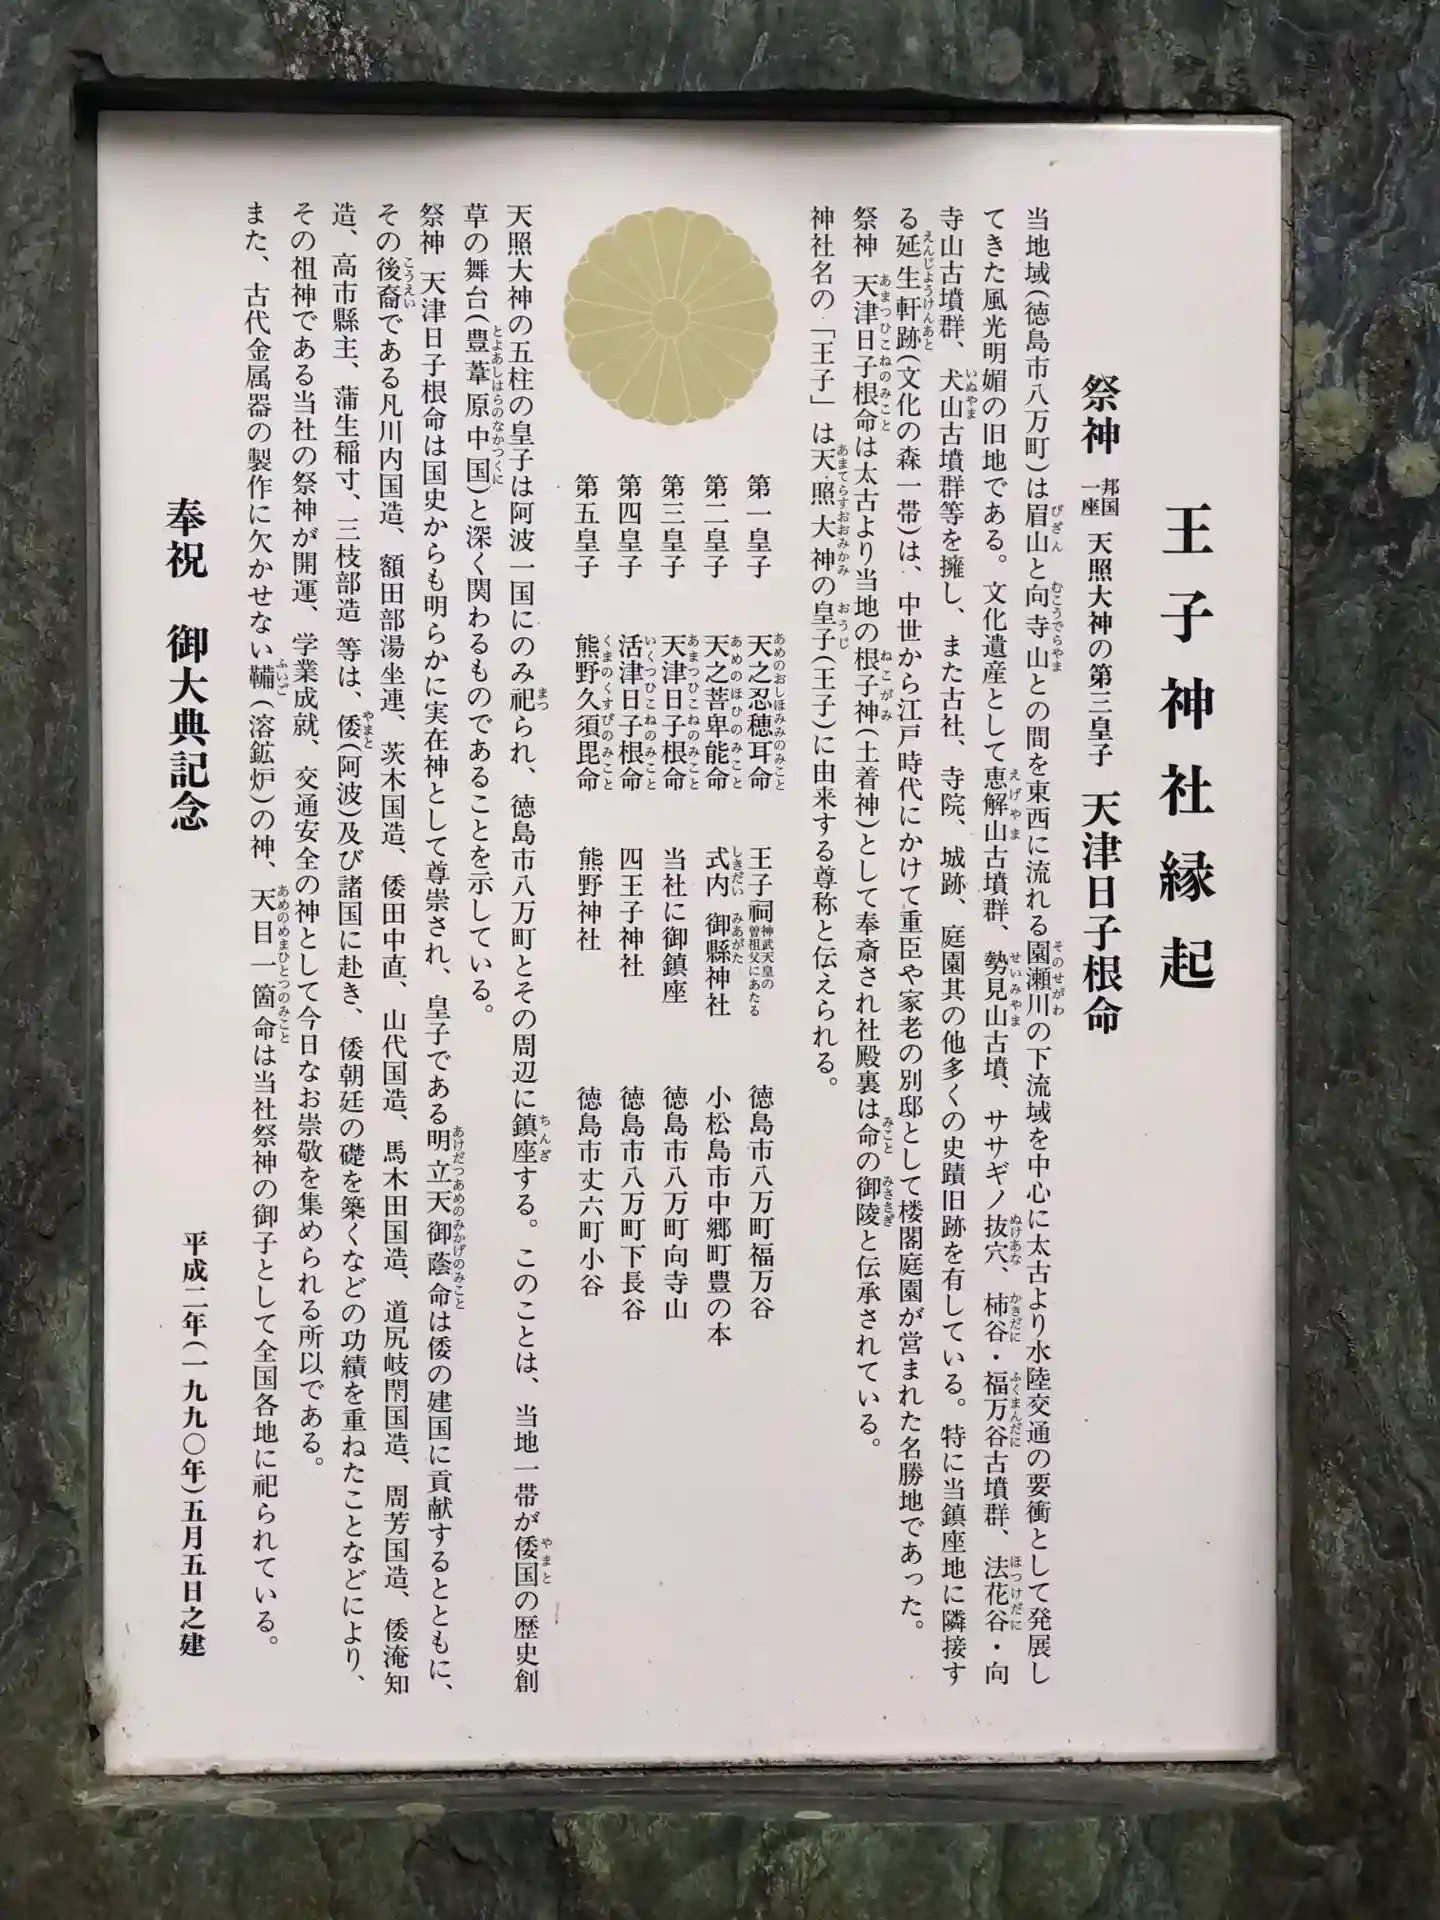 王子神社縁起
祭神 邦国一座 天照大神の第三皇子 天津日子根命
当地域(徳島市八万町)は眉山と向寺山との間を東西に流れる園瀬川の下流域を中心に太古より水陸交通の要衝として発展し
てきた風光明媚の旧地である。文化遺産として恵解山古墳群、勢見山古墳、ササギノ抜穴、柿谷・福万谷古墳群、法花谷・向
寺山古墳群、犬山古墳群等を擁し、また古社、寺院、城跡、庭園其の他多くの史蹟旧跡を有している。特に当鎮座地に隣接す
る延生軒跡(文化の森一帯)は、中世から江戸時代にかけて重臣や家老の別邸として楼閣庭園が営まれた名勝地であった。
祭神 天津日子根命は太古より当地の根子神(土着神)として奉斎され社殿裏は命の御陵と伝承されている。
神社名の「王子」は天照大神の皇子(王子)に由来する尊称と伝えられる。
第一皇子 天之忍穂耳命 王子祠 神武天皇の曽祖父にあたる 徳島市八万町福万谷
第二皇子 天之菩卑能命 式内 御縣神社 小松島市中郷町豊の本
第三皇子 天津日子根命 当社に御鎮座 徳島市八万町向寺山
第四皇子 活津日子根命 四王子神社 徳島市八万町下長谷
第五皇子 熊野久須毘命 熊野神社 徳島市丈六町小谷
天照大神の五柱の皇子は阿波一国にのみ祀られ、徳島市八万町とその周辺に鎮座する。このことは、当地一帯が倭国の歴史創
草の舞台(豊葦原中国)と深く関わるものであることを示している。
祭神 天津日子根命は国史からも明らかに実在神として尊崇され、皇子である明立天御蔭命は倭の建国に貢献するとともに、
その後裔である凡川内国造、額田部湯坐連、茨木国造、倭田中直、山代国造、馬木田国造、道尻岐閇国造、周芳国造、倭淹知
造、高市縣主、蒲生稲寸、三枝部造 等は、倭(阿波)及び諸国に赴き、倭朝廷の礎を築くなどの功績を重ねたことなどにより、
その祖神である当社の祭神が開運、学業成就、交通安全の神として今日なお崇敬を集められる所以である。
また、古代金属器の製作に欠かせない鞴(溶鉱炉)の神、天目一箇命は当社祭神の御子として全国各地に祀られている。
奉祝 御大典記念
平成二年(一九九〇年)五月五日之建